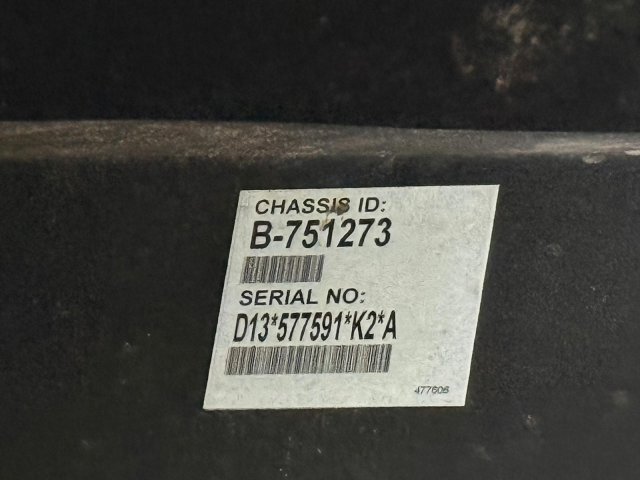 CHASSIS ID:
B-751273
SERIAL NO:
D13*577591*K2*A
477606